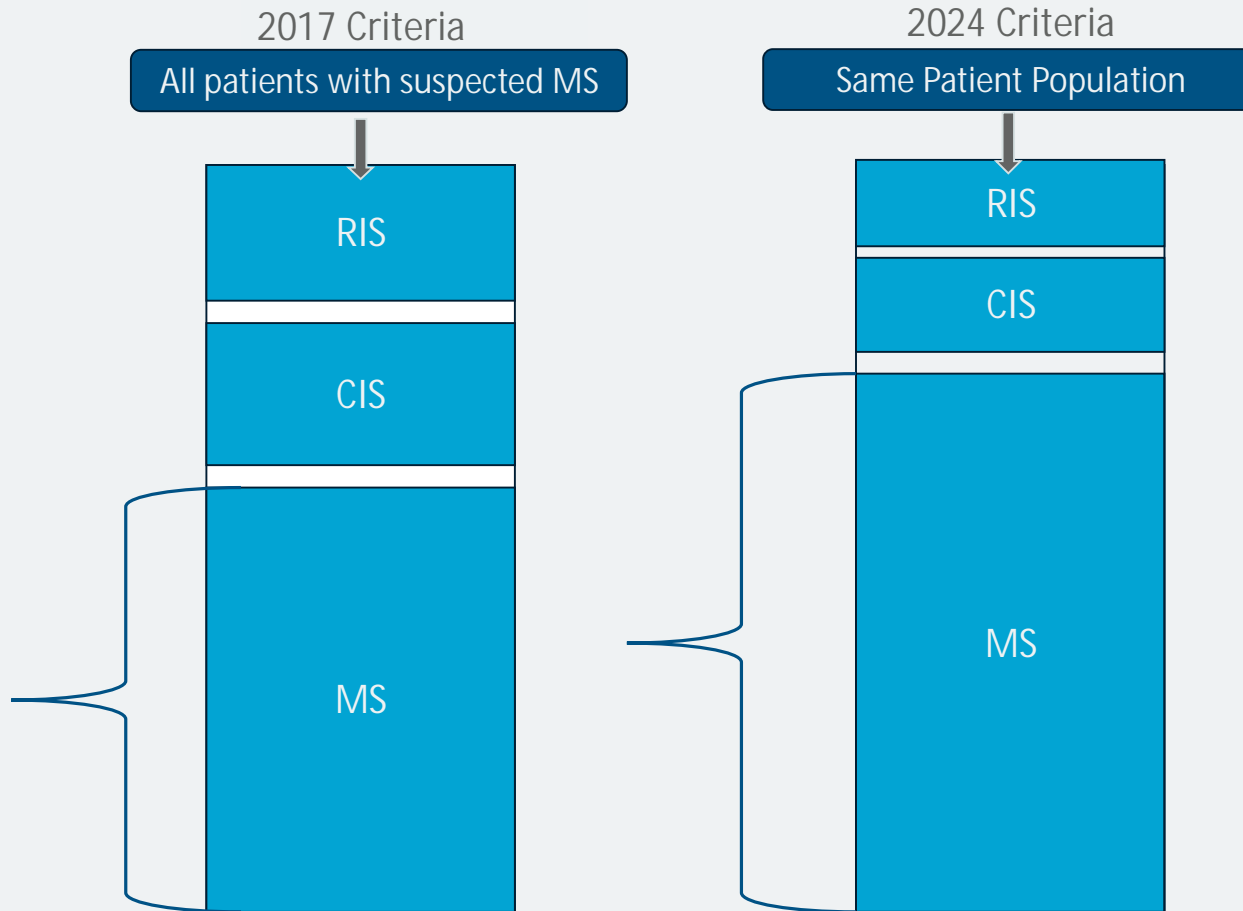 2017 Criteria
All patients with suspected MS
RIS
CIS
MS
2024 Criteria
Same Patient Population
RIS
CIS
MS